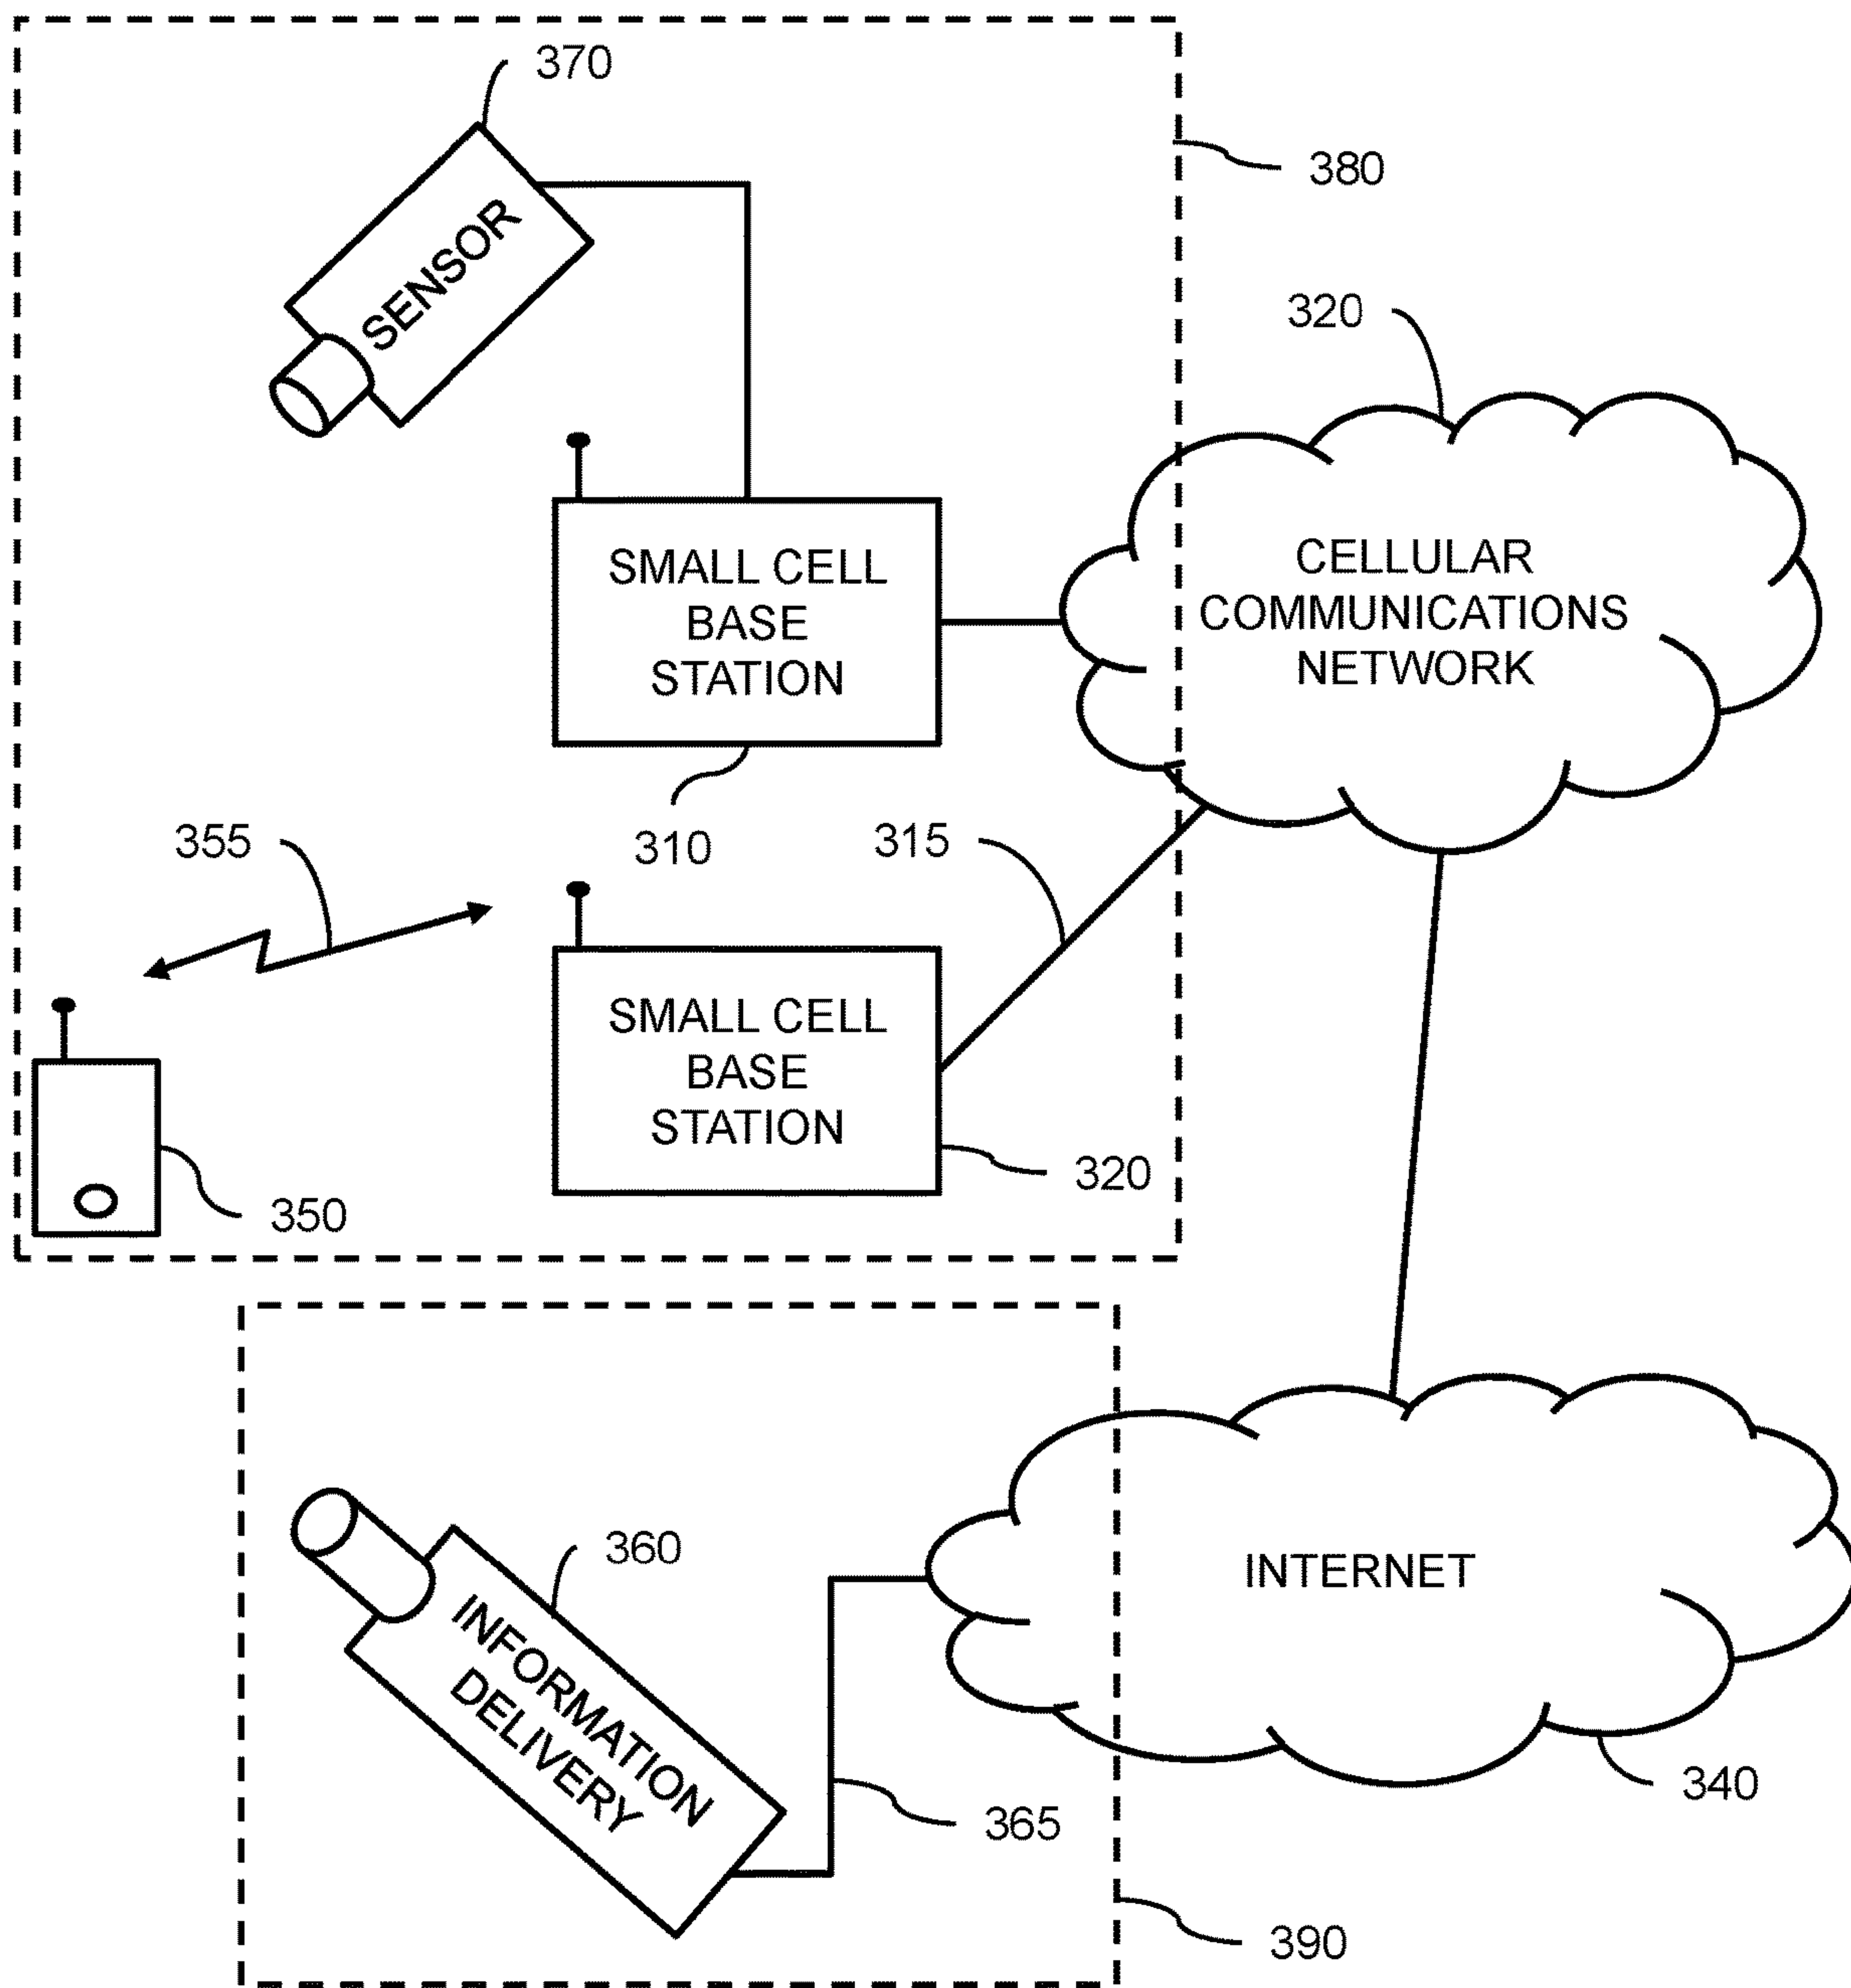 370
380
SENSOR
320
SMALL CELL
BASE
STATION
CELLULAR
COMMUNICATIONS
NETWORK
310
315
355
SMALL CELL
BASE
STATION
320
350
360
INFORMATION
DELIVERY
INTERNET
340
365
390